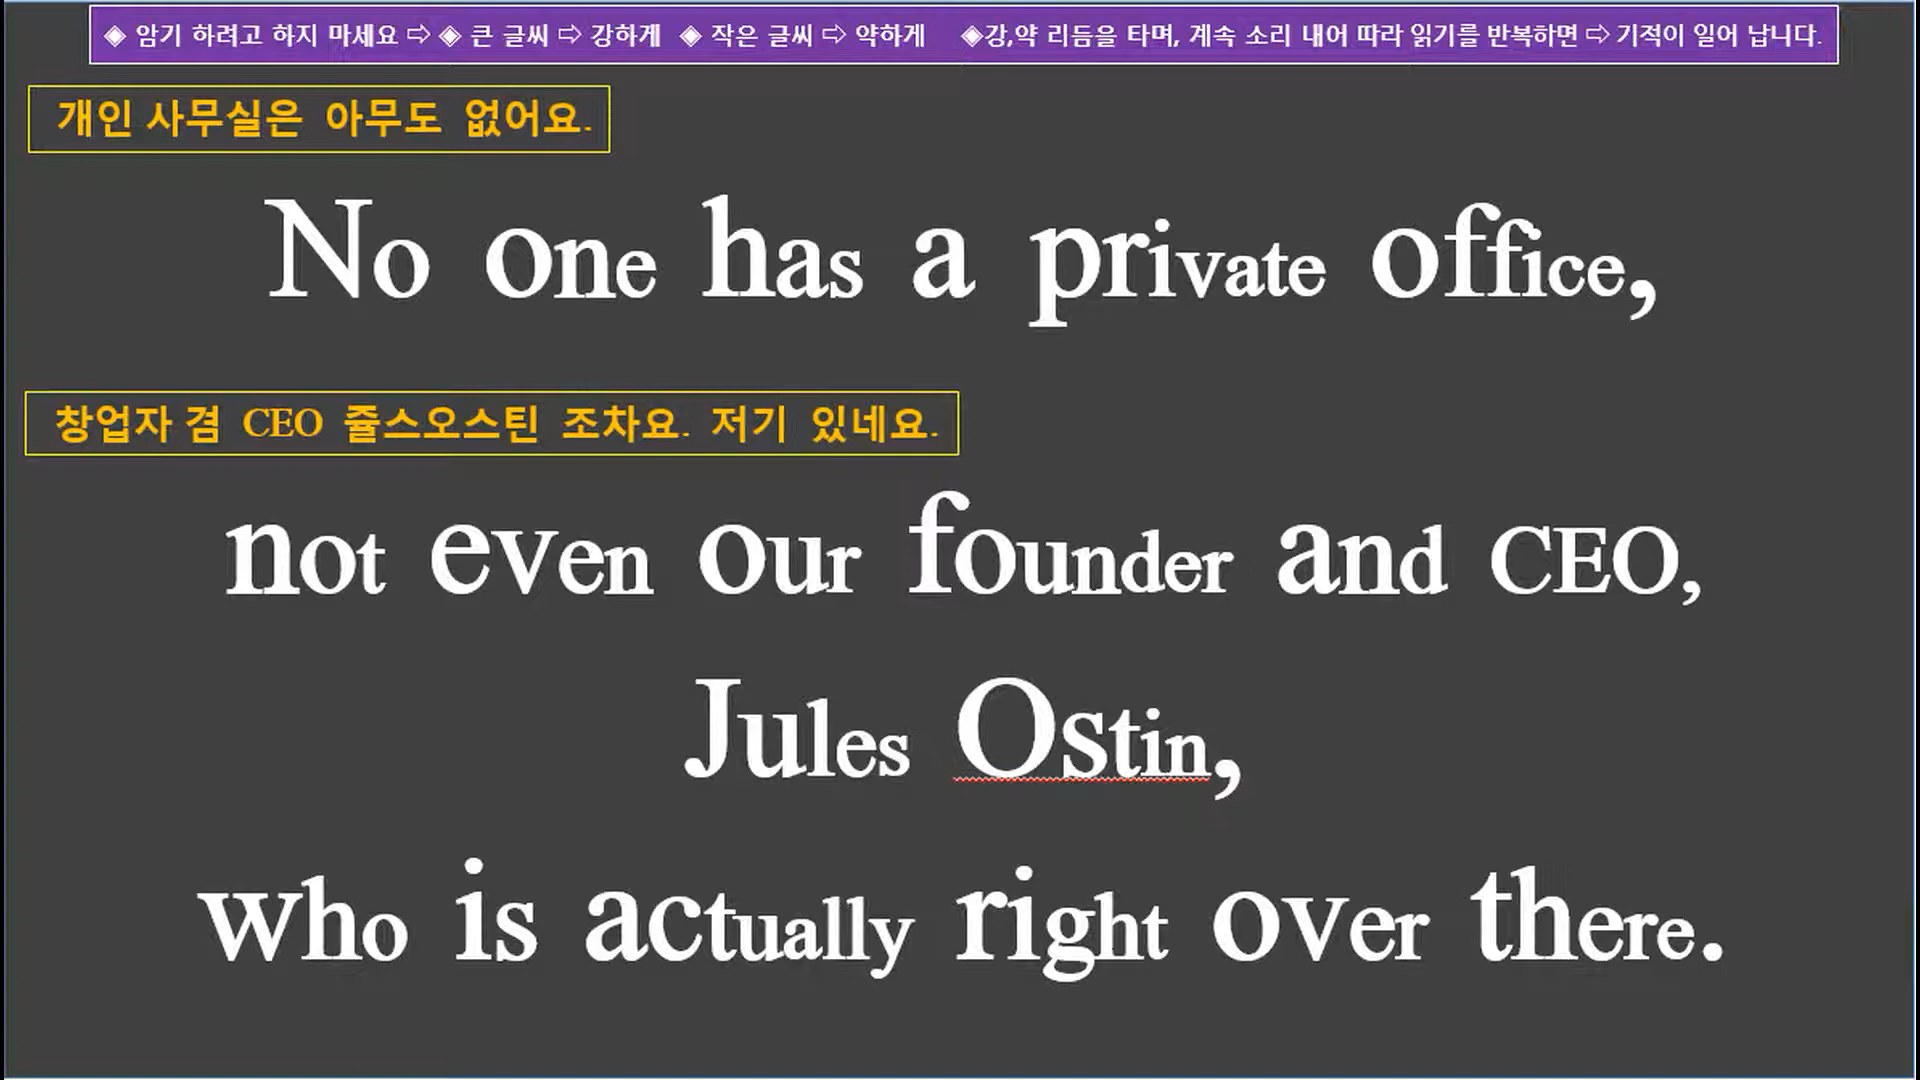 ◈ 암기 하려고 하지 마세요 ⇨ ◈ 큰 글씨 ⇨ 강하게 ◈ 작은 글씨 ⇨ 약하게 ◈강,약 리듬을 타며, 계속 소리 내어 따라 읽기를 반복하면 ⇨ 기적이 일어 납니다.
개인 사무실은 아무도 없어요.
No one has a private office,
창업자 겸 CEO 쥴스오스틴 조차요. 저기 있네요.
not even our founder and CEO,
Jules Ostin,
who is actually right over there.